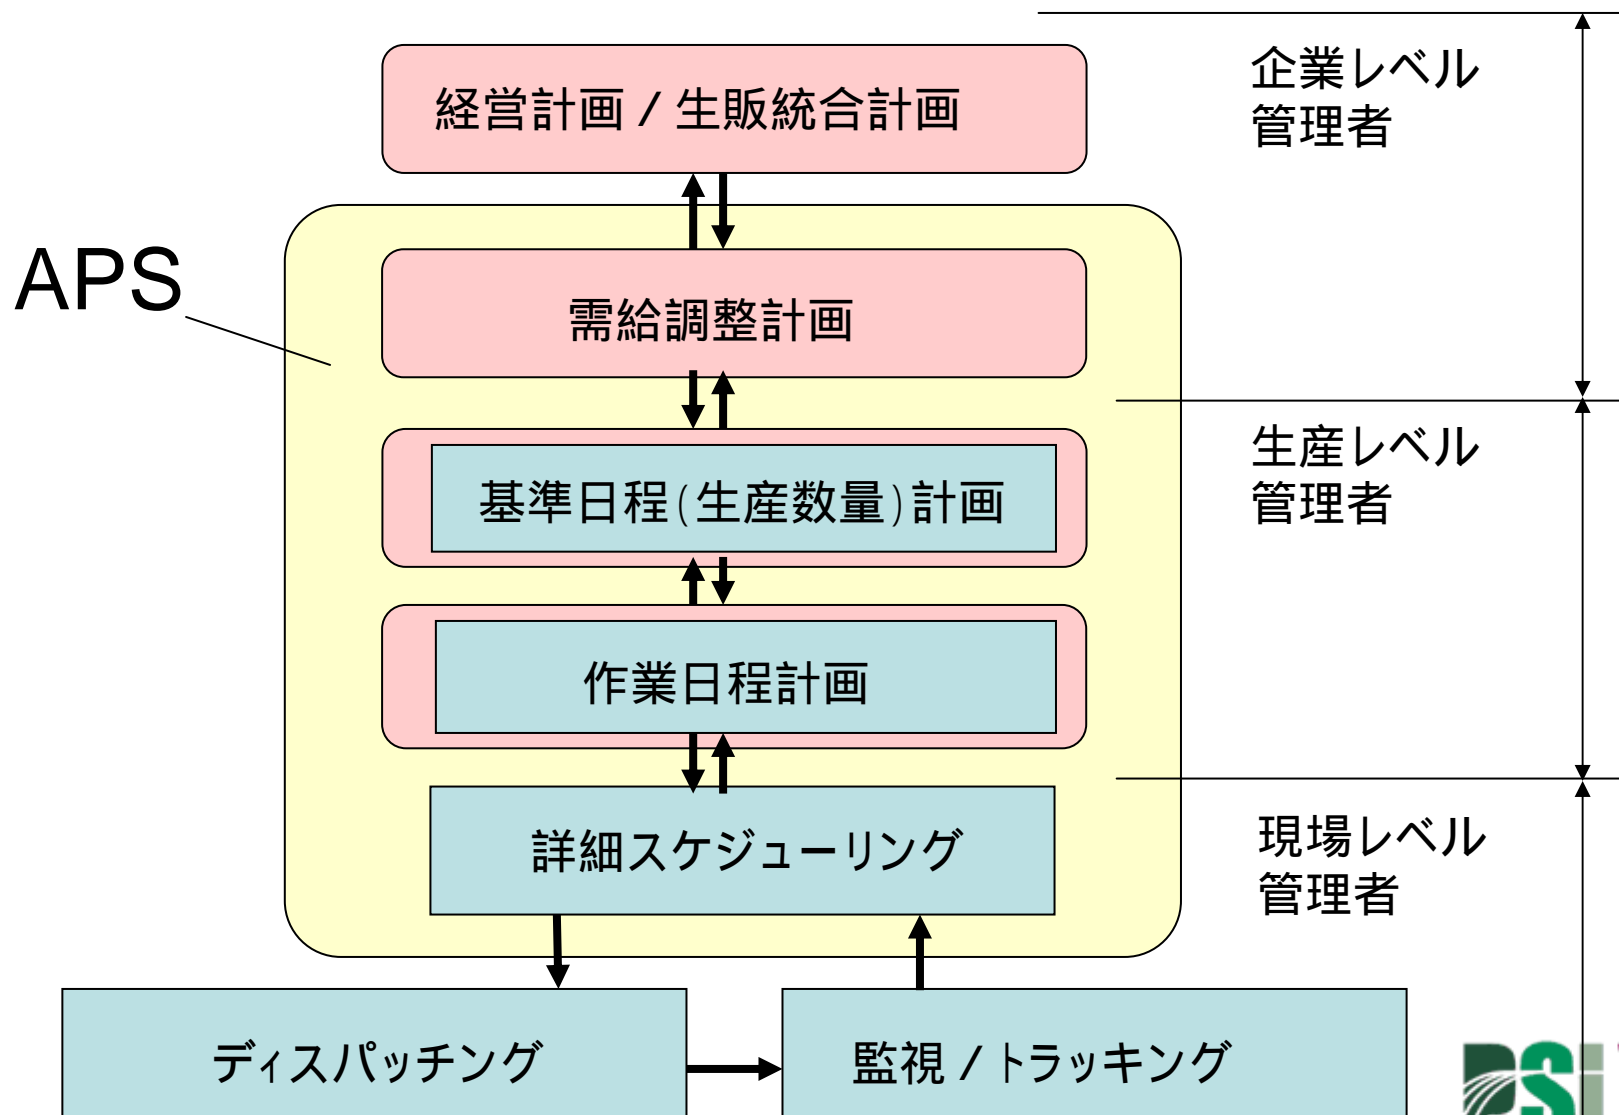 経営計画/生販統合計画
企業レベル
管理者
APS
需給調整計画
生産レベル
管理者
基準日程(生産数量)計画
作業日程計画
詳細スケジューリング
現場レベル
管理者
ディスパッチング
監視/トラッキング
PSL